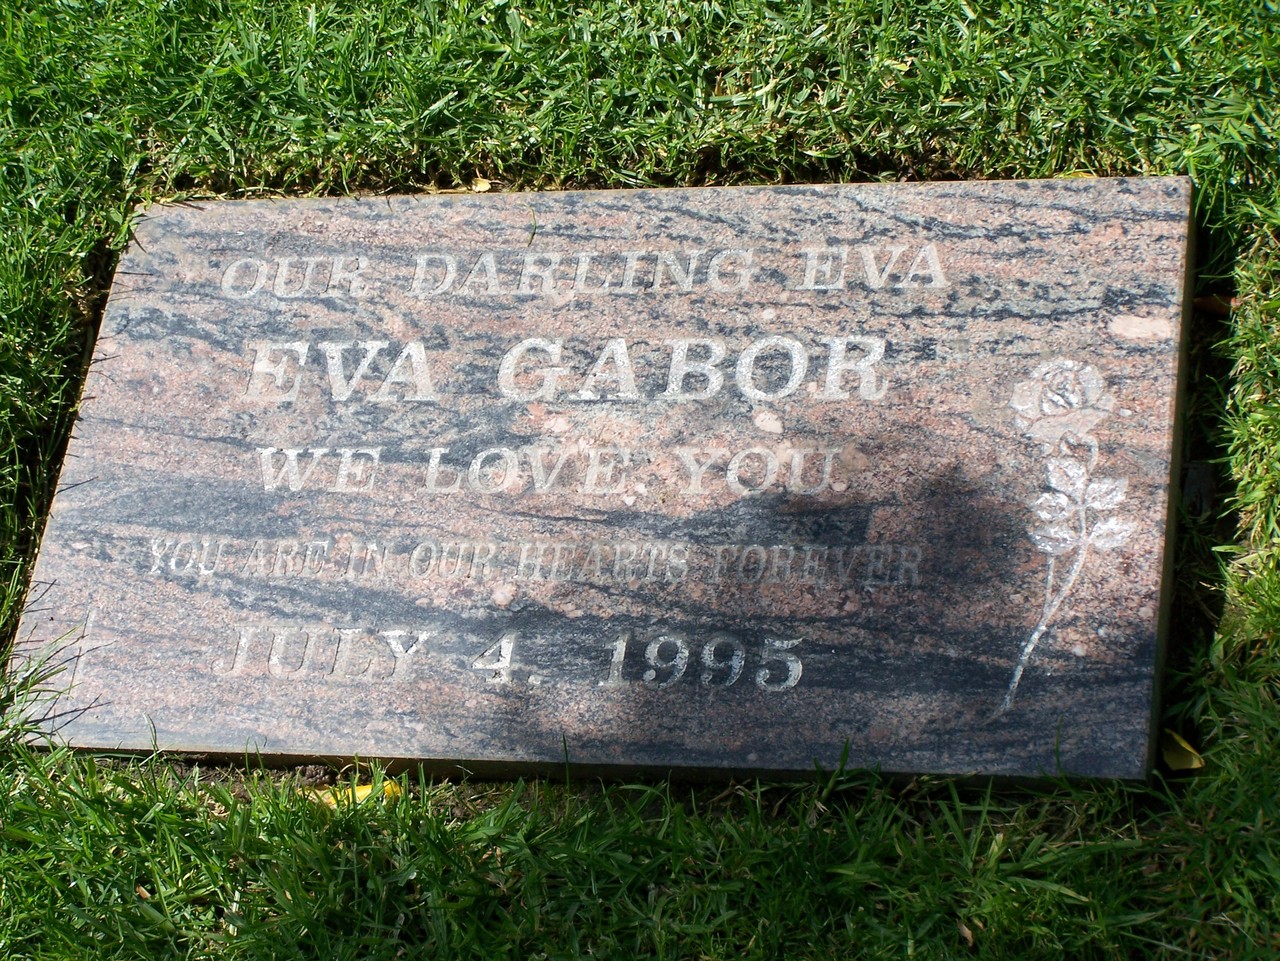 OUR DARLING EVA
EVA GABOR
WE LOVE YOU
YOU ARE IN OUR HEARTS FOREVER
JULY 4. 1995